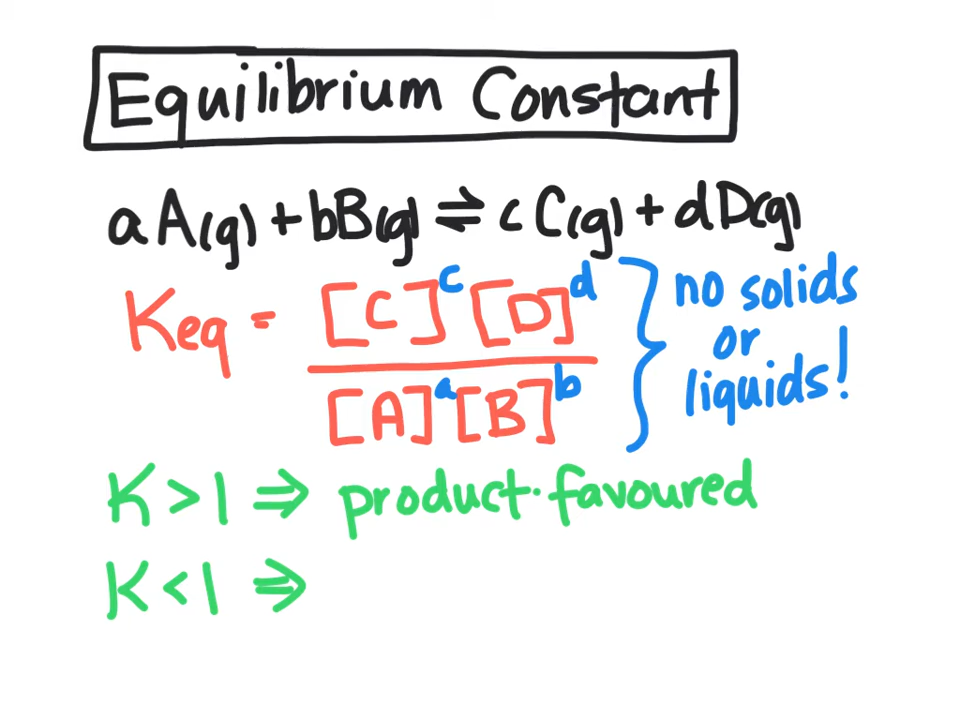 Equilibrium Constant
aA(g) + bB(g) ⇌ cC(g) + dD(g)
Keq = [C]^c [D]^d
[A]^a [B]^b
no solids
or
liquids!
K > 1 ⇒ product-favoured
K < 1 ⇒